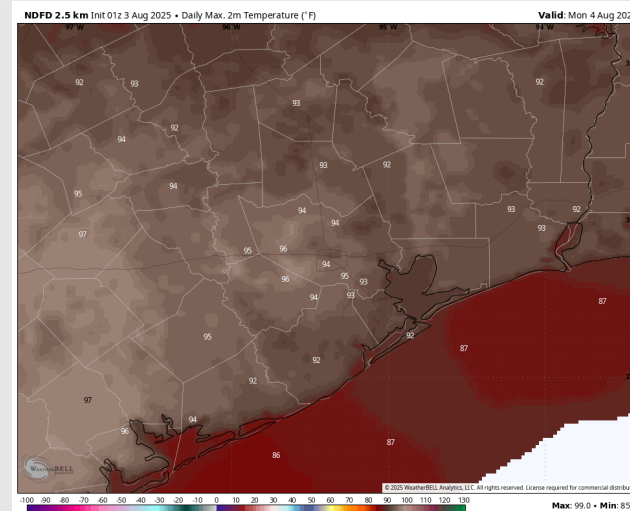 NDFD 2.5 km Init 01z 3 Aug 2025 • Daily Max. 2m Temperature (°F)
Valid: Mon 4 Aug 202
97 W 96 W 95 W 94 W
92 93 92
93
92
94
93 92
94
95
94 93 92
94 93
97
95 96
94
96 95 93
94 93
87
95 92 87
92
92
97
94
96
87
86
WEATHERBELL
© 2025 WeatherBELL Analytics, LLC. All rights reserved. License required for commercial distribu
-100 -90 -80 -70 -60 -50 -40 -30 -20 -10 0 10 20 30 40 50 60 70 80 90 100 110 120 130
Max: 99.0 • Min: 85